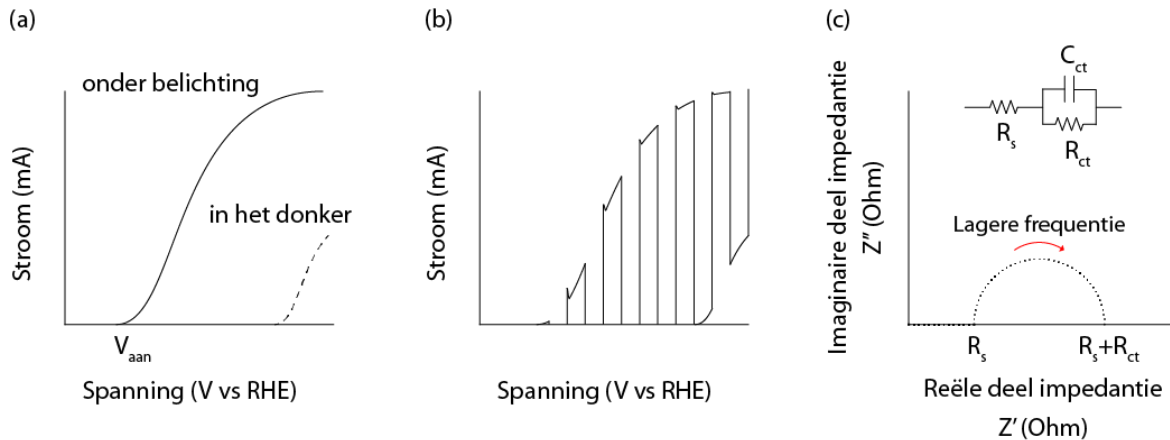 (a)
onder belichting
in het donker
Stroom (mA)
V_aan
Spanning (V vs RHE)
(b)
Stroom (mA)
Spanning (V vs RHE)
(c)
Imaginaire deel impedantie
Z" (Ohm)
C_ct
R_s
R_ct
Lagere frequentie
R_s
R_s+R_ct
Reële deel impedantie
Z' (Ohm)